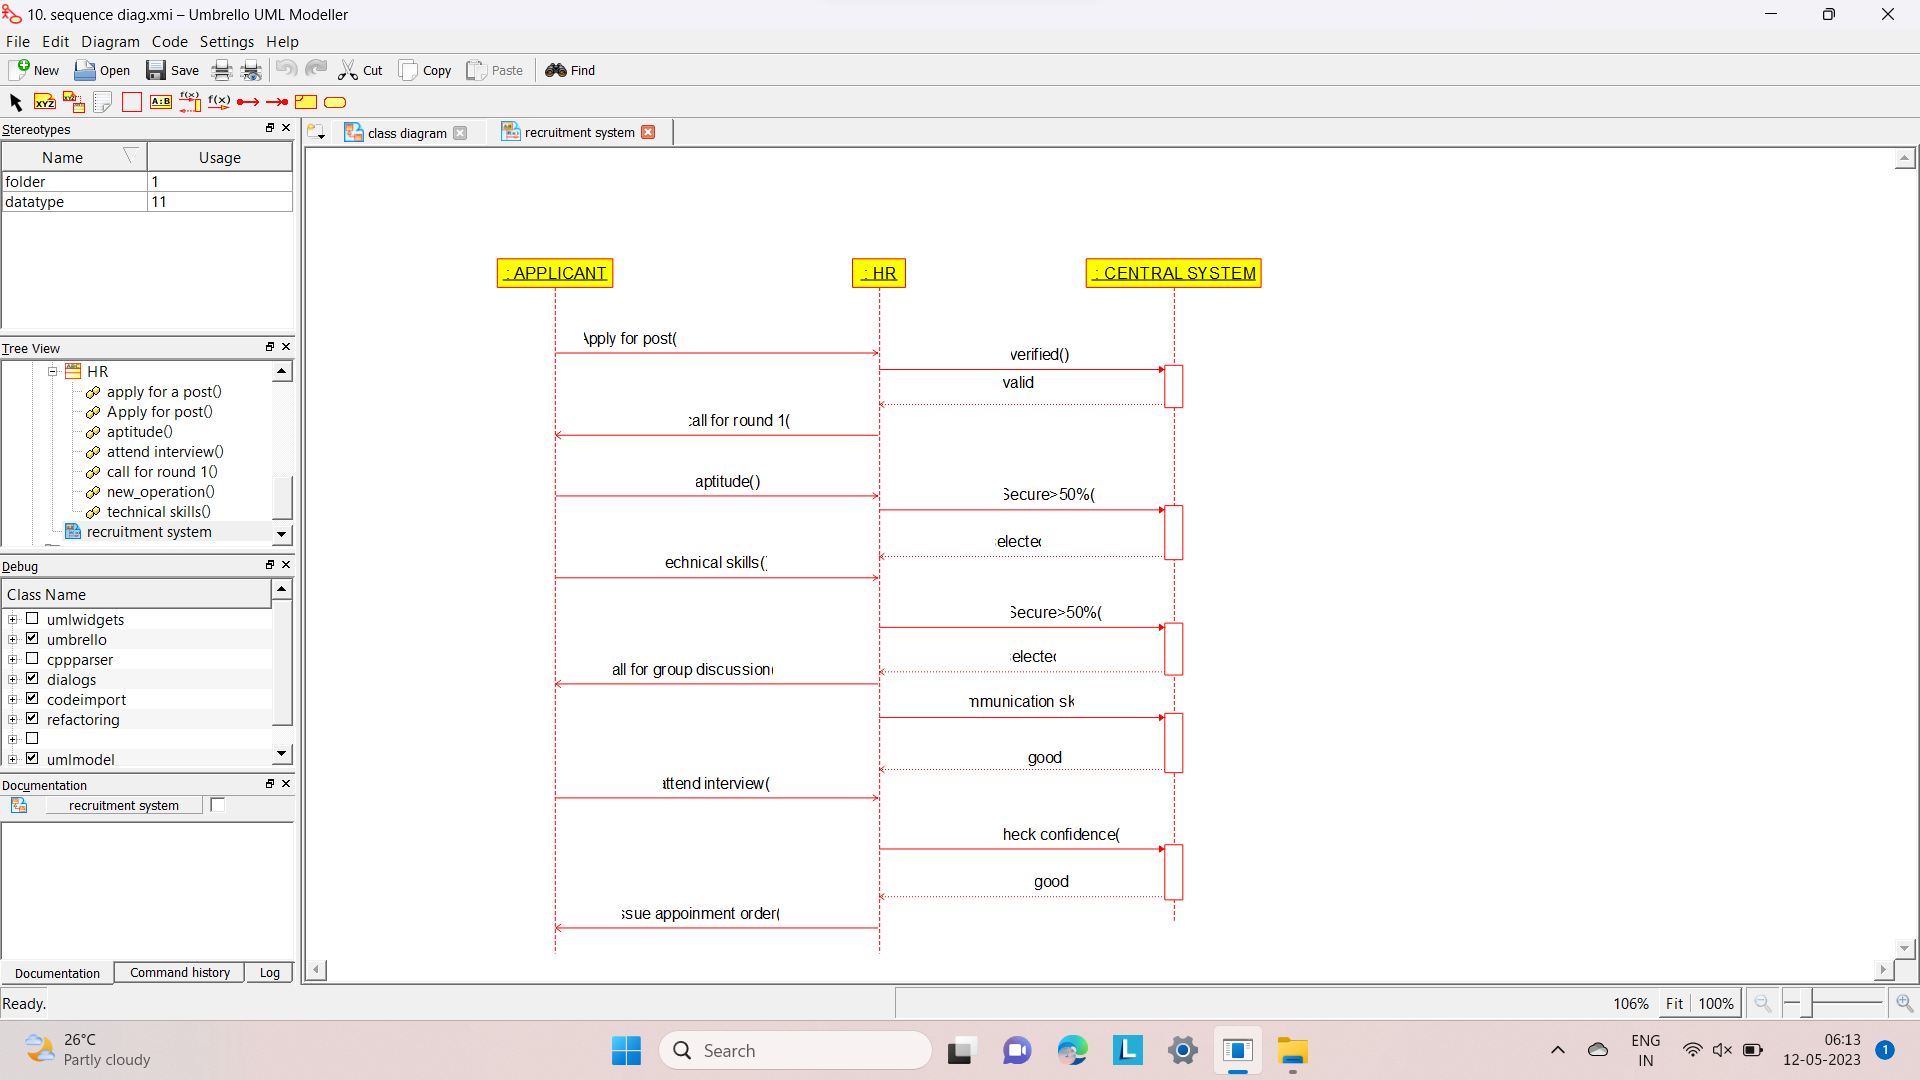 10. sequence diag.xmi – Umbrello UML Modeller
File Edit Diagram Code Settings Help
New Open Save Cut Copy Paste Find
XYZ XYZ A:B f(x) f(x)
Stereotypes
class diagram recruitment system
Name Usage
folder 1
datatype 11
: APPLICANT : HR : CENTRAL SYSTEM
Apply for post(
verified()
valid
call for round 1(
aptitude()
Secure>50%(
electe
echnical skills(
Secure>50%(
electe
all for group discussion(
mmunication sk
good
attend interview(
heck confidence(
good
ssue appoinment order(
Tree View
HR
apply for a post()
Apply for post()
aptitude()
attend interview()
call for round 1()
new_operation()
technical skills()
recruitment system
Debug
Class Name
umlwidgets
umbrello
cppparser
dialogs
codeimport
refactoring
umlmodel
Documentation
recruitment system
Documentation Command history Log
Ready. 106% Fit 100%
26°C
Partly cloudy
Search
L
ENG
IN
06:13
12-05-2023
1